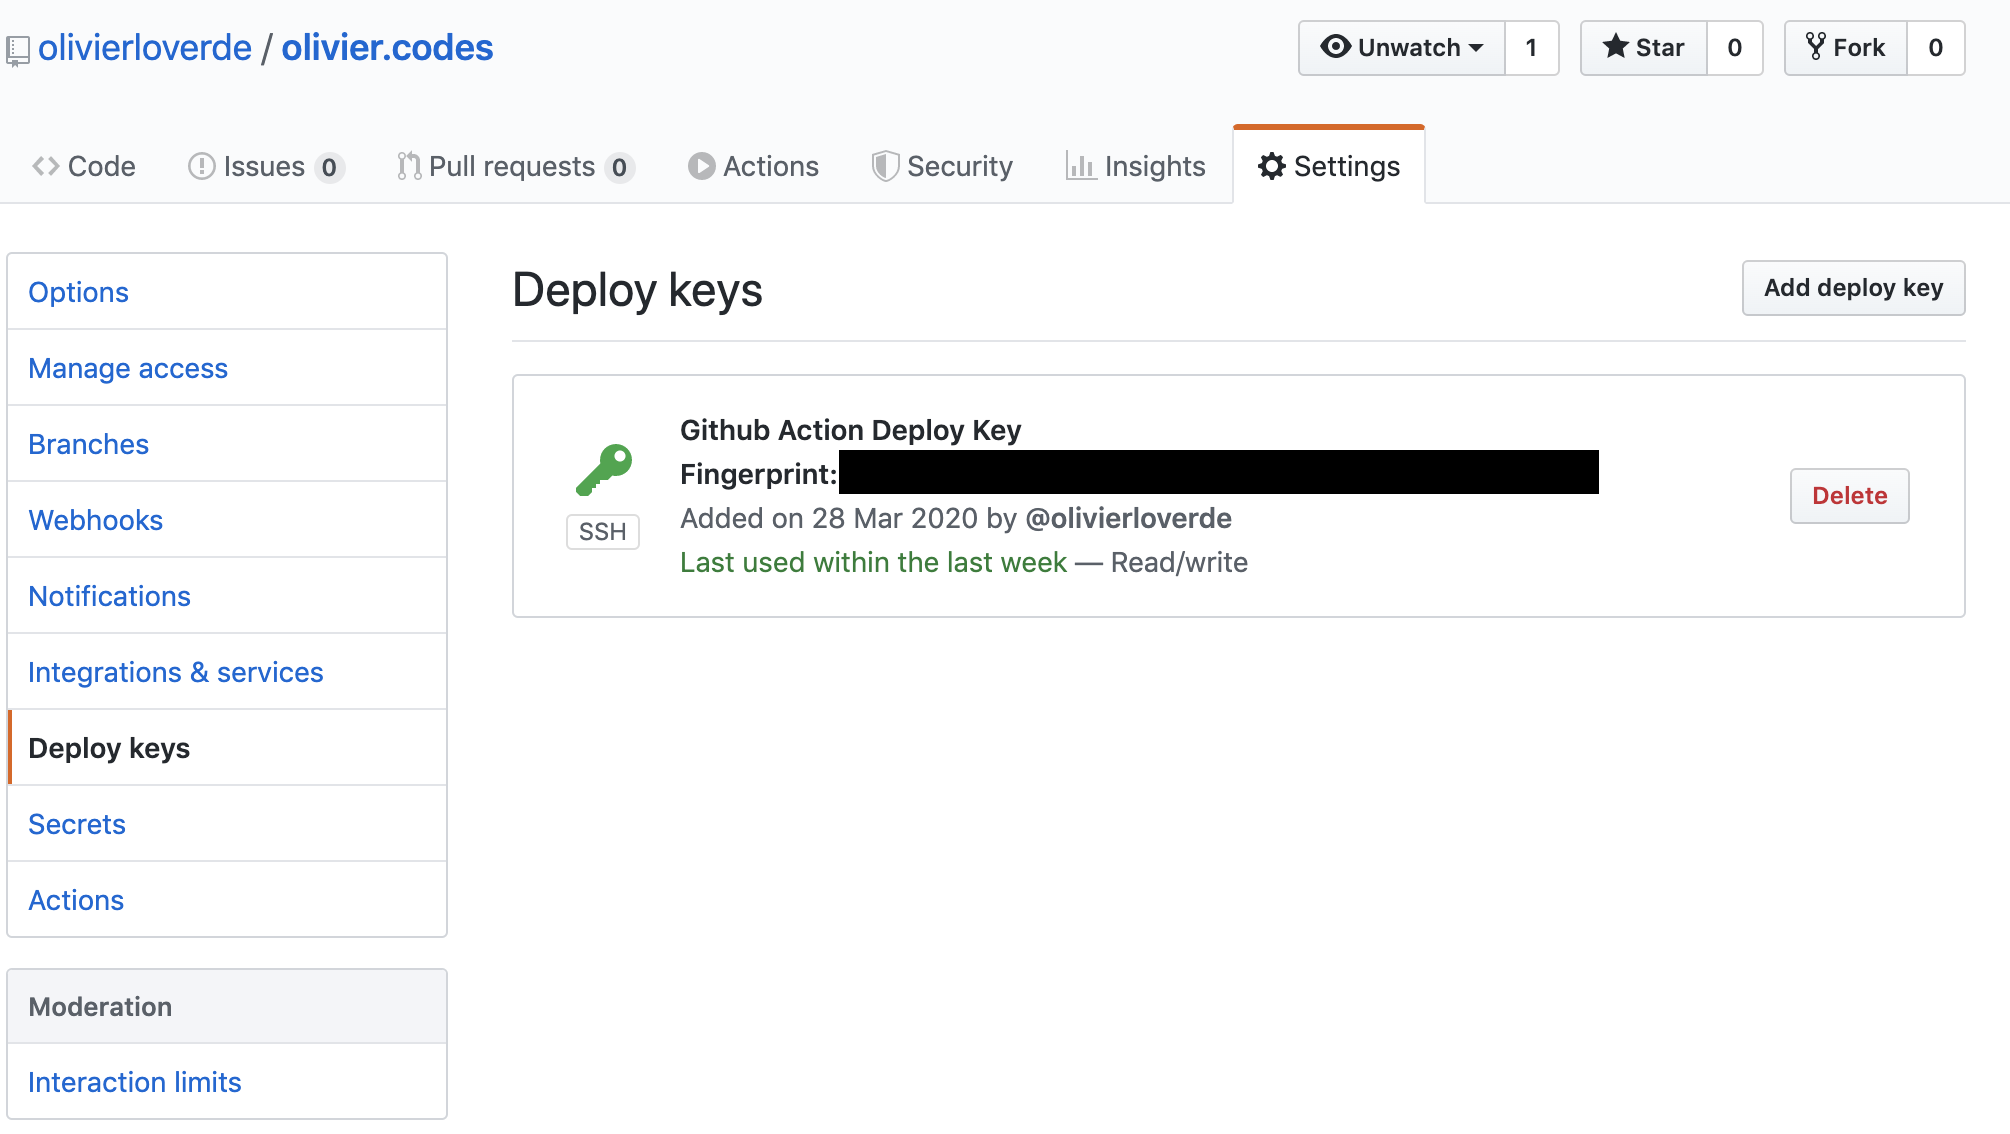 olivierloverde / olivier.codes
Unwatch 1 Star 0 Fork 0
Code Issues 0 Pull requests 0 Actions Security Insights Settings
Options
Manage access
Branches
Webhooks
Notifications
Integrations & services
Deploy keys
Secrets
Actions
Moderation
Interaction limits
Deploy keys
Add deploy key
Github Action Deploy Key
Fingerprint:
Added on 28 Mar 2020 by @olivierloverde
Last used within the last week — Read/write
SSH
Delete